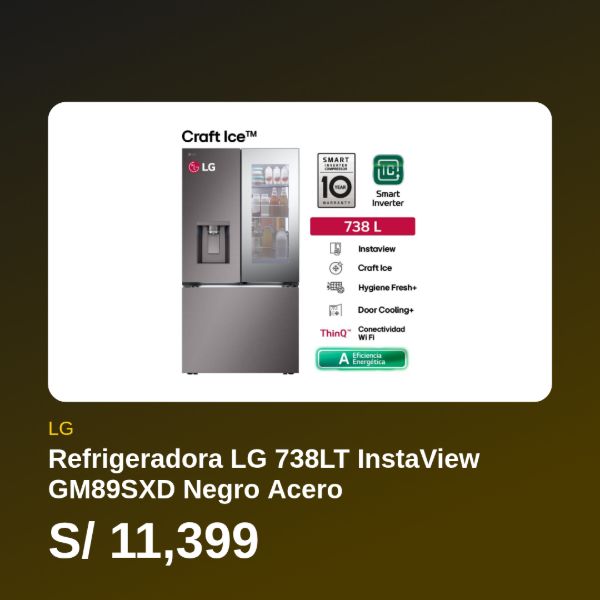 Craft Ice™
LG
SMART
INVERTER
COMPRESSOR
10
YEAR
WARRANTY
Smart
Inverter
738 L
Instaview
Craft Ice
Hygiene Fresh+
Door Cooling+
ThinQ™ Conectividad
Wi Fi
A Eficiencia
Energética
LG
Refrigeradora LG 738LT InstaView
GM89SXD Negro Acero
S/ 11,399